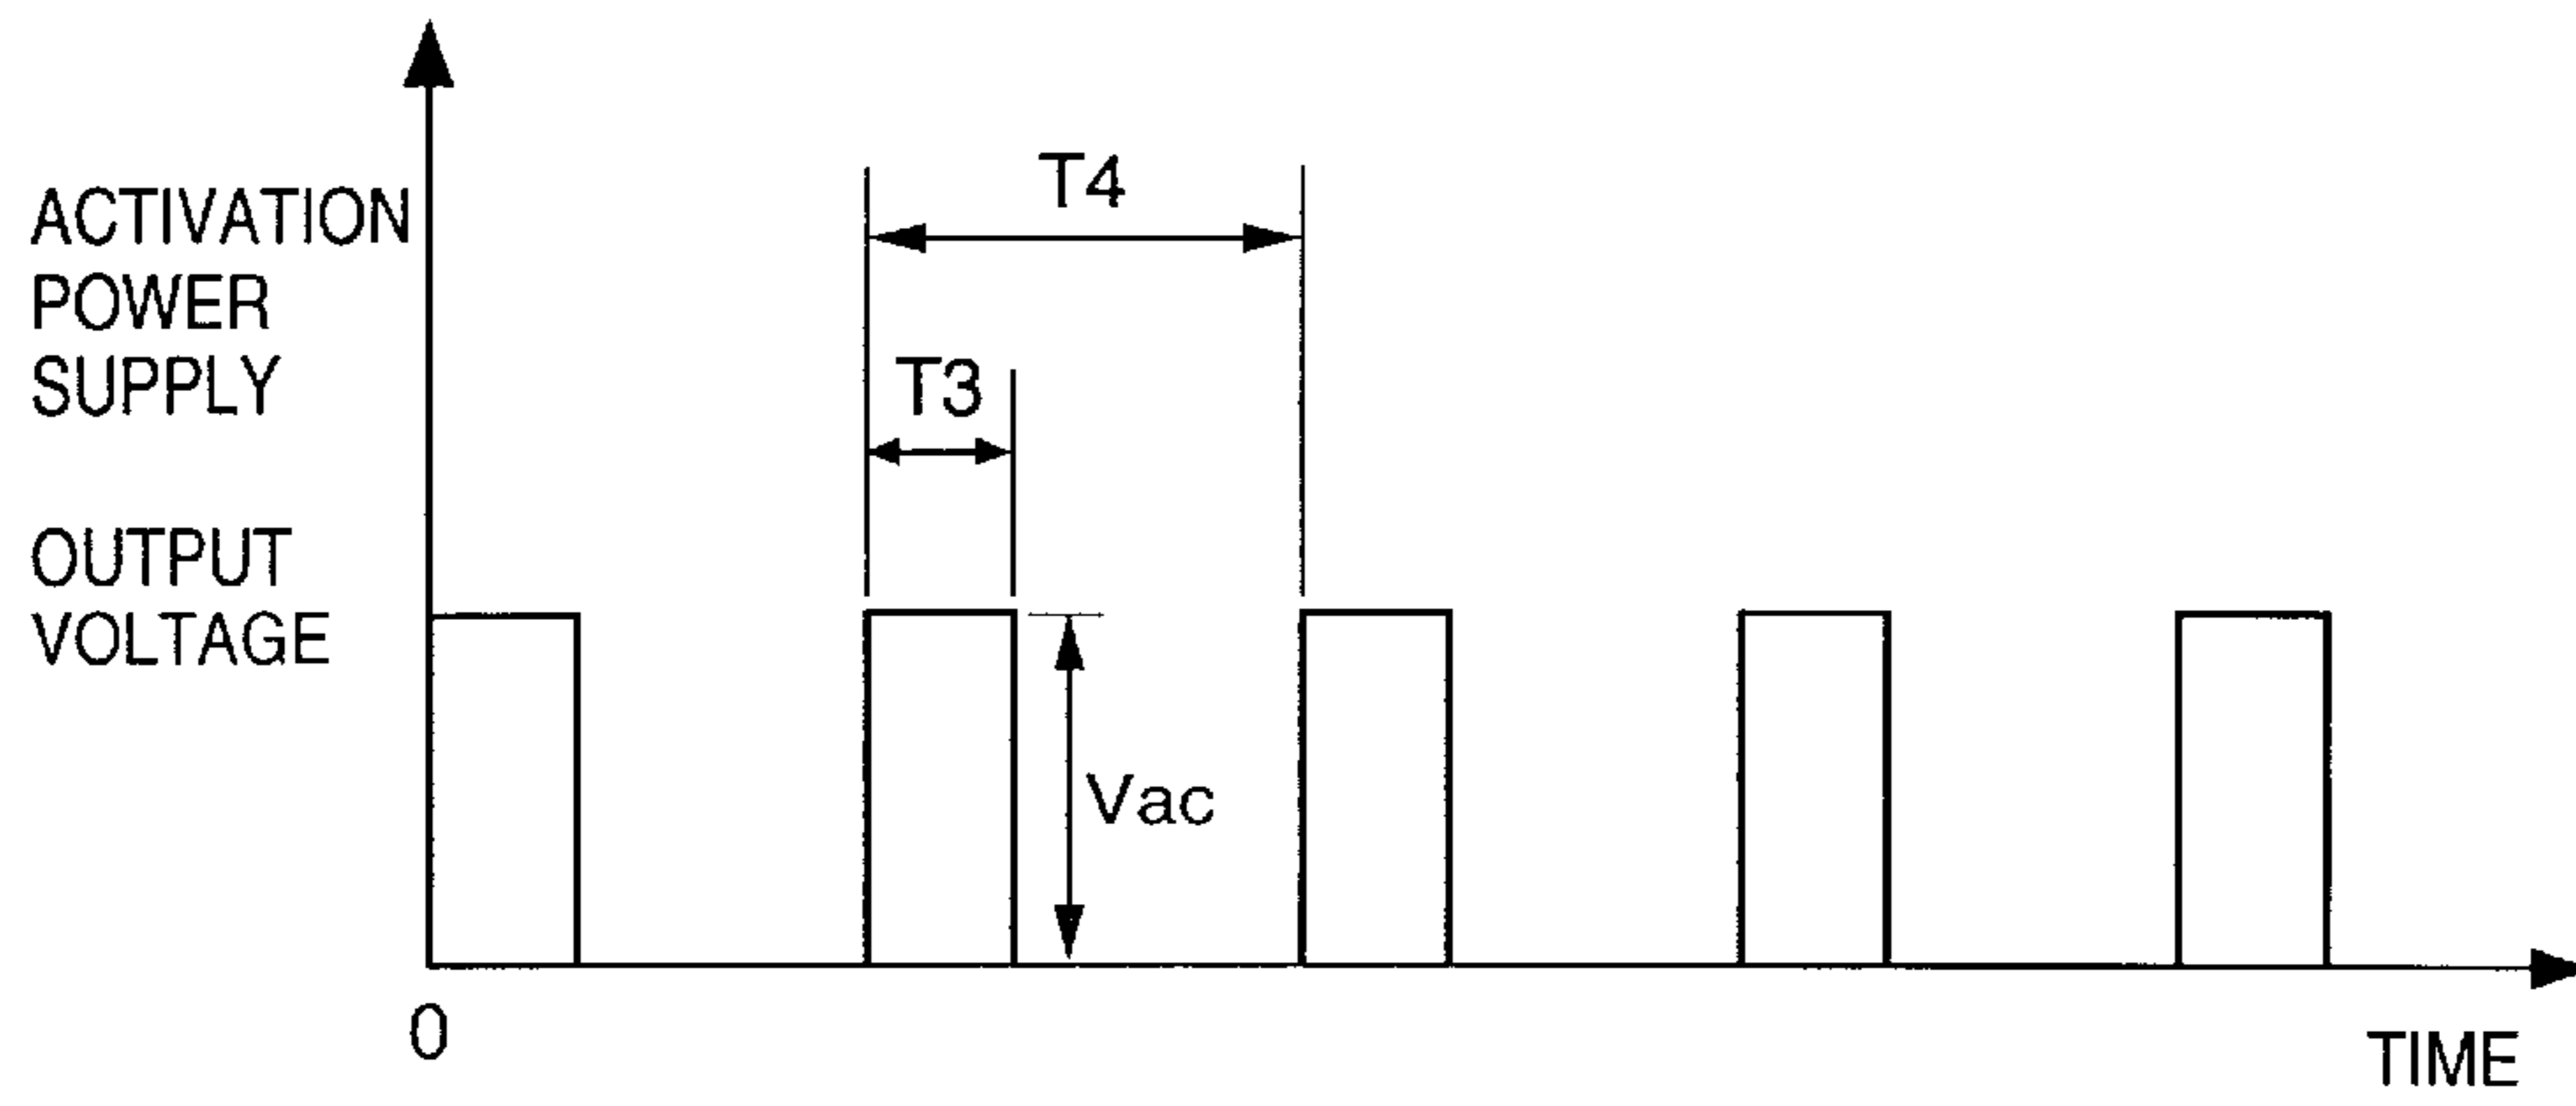 ACTIVATION
POWER
SUPPLY
OUTPUT
VOLTAGE
T4
T3
Vac
0
TIME